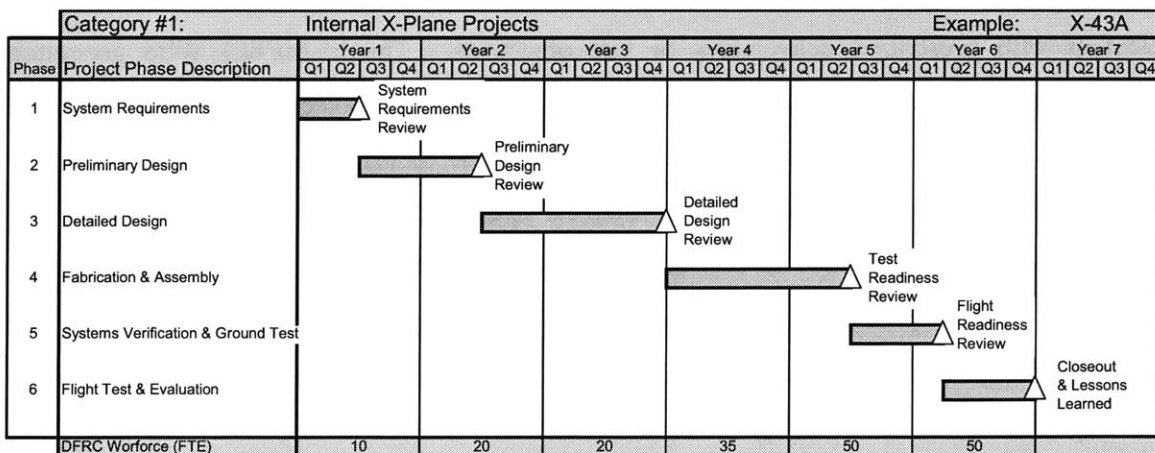 Category #1: Internal X-Plane Projects Example: X-43A
Year 1 Year 2 Year 3 Year 4 Year 5 Year 6 Year 7
Phase Project Phase Description Q1 Q2 Q3 Q4 Q1 Q2 Q3 Q4 Q1 Q2 Q3 Q4 Q1 Q2 Q3 Q4 Q1 Q2 Q3 Q4 Q1 Q2 Q3 Q4 Q1 Q2 Q3 Q4
1 System Requirements
System
Requirements
Review
2 Preliminary Design
Preliminary
Design
Review
3 Detailed Design
Detailed
Design
Review
4 Fabrication & Assembly
Test
Readiness
Review
5 Systems Verification & Ground Test
Flight
Readiness
Review
6 Flight Test & Evaluation
Closeout
& Lessons
Learned
DFRC Worforce (FTE) 10 20 20 35 50 50